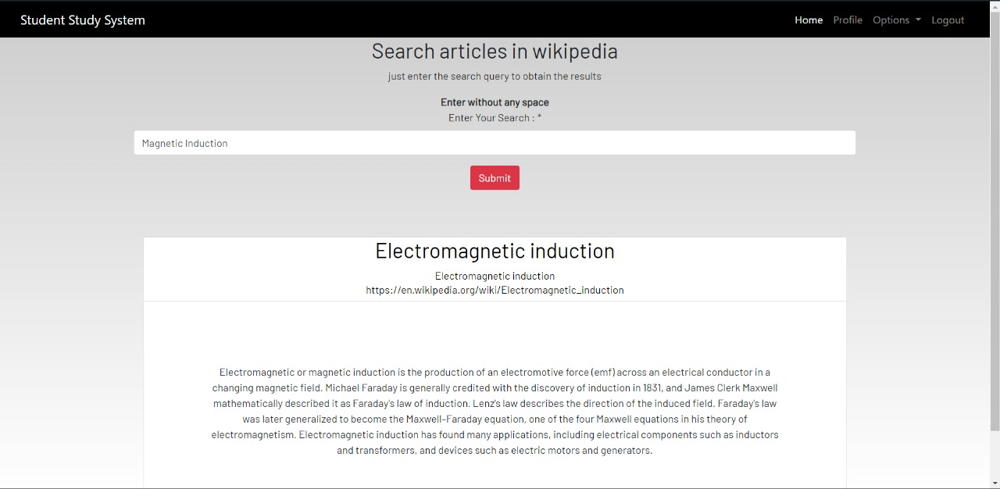 Student Study System
Home Profile Options Logout
Search articles in wikipedia
just enter the search query to obtain the results
Enter without any space
Enter Your Search : *
Magnetic Induction
Submit
Electromagnetic induction
Electromagnetic induction
https://en.wikipedia.org/wiki/Electromagnetic_induction
Electromagnetic or magnetic induction is the production of an electromotive force (emf) across an electrical conductor in a
changing magnetic field. Michael Faraday is generally credited with the discovery of induction in 1831, and James Clerk Maxwell
mathematically described it as Faraday's law of induction. Lenz's law describes the direction of the induced field. Faraday's law
was later generalized to become the Maxwell–Faraday equation, one of the four Maxwell equations in his theory of
electromagnetism. Electromagnetic induction has found many applications, including electrical components such as inductors
and transformers, and devices such as electric motors and generators.